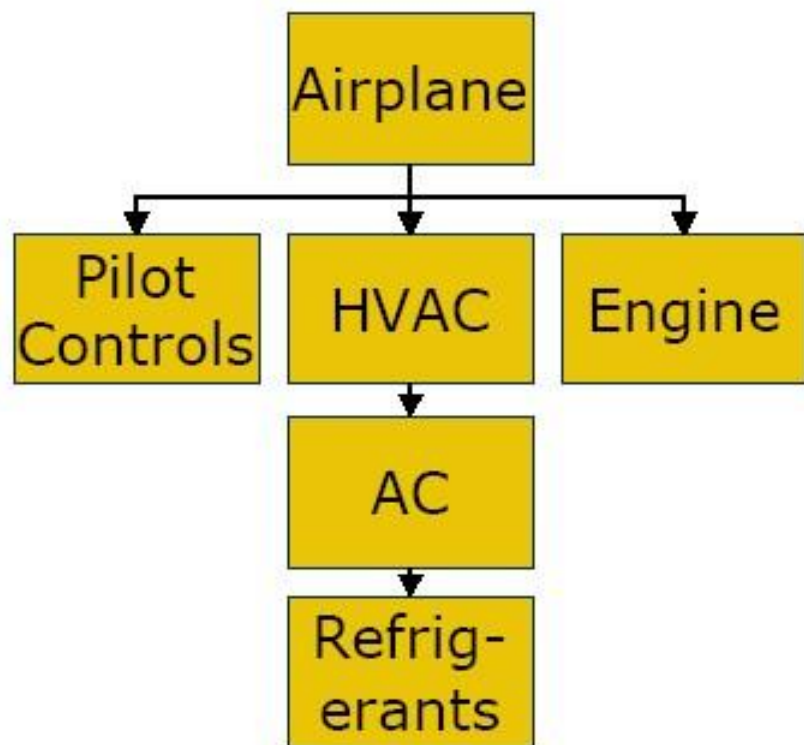 Airplane
Pilot
Controls
HVAC
Engine
AC
Refrig-
erants